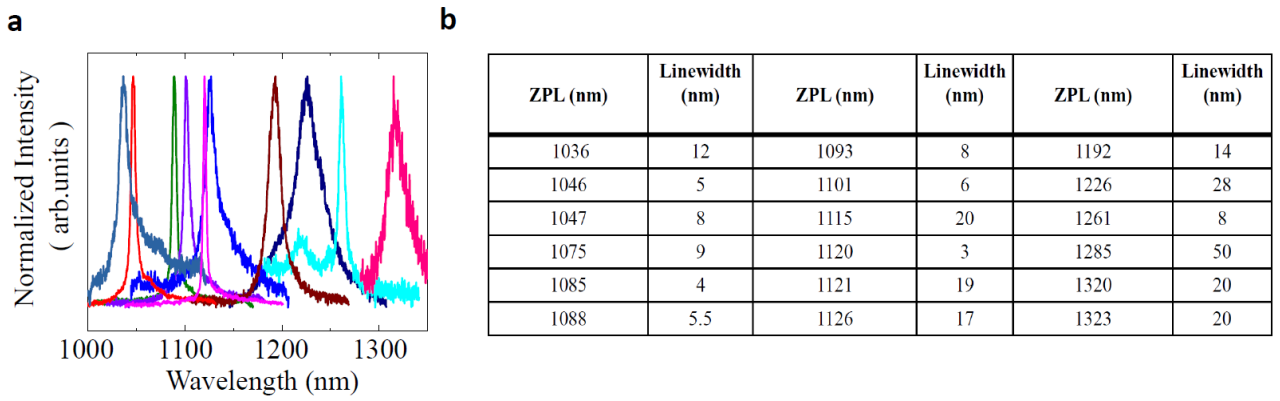 a
b
Normalized Intensity
( arb.units )
1000 1100 1200 1300
Wavelength (nm)
ZPL (nm) Linewidth (nm) ZPL (nm) Linewidth (nm) ZPL (nm) Linewidth (nm)
1036 12 1093 8 1192 14
1046 5 1101 6 1226 28
1047 8 1115 20 1261 8
1075 9 1120 3 1285 50
1085 4 1121 19 1320 20
1088 5.5 1126 17 1323 20